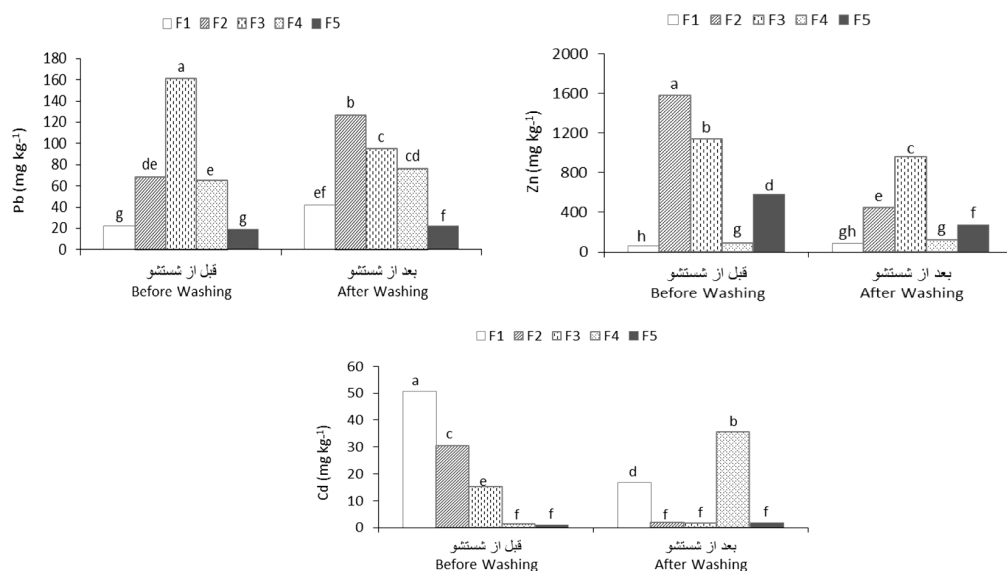 F1 F2 F3 F4 F5
Pb (mg kg-1)
180
160
140
120
100
80
60
40
20
0
g de a e g
ef b c cd f
قبل از شستشو
Before Washing
بعد از شستشو
After Washing
F1 F2 F3 F4 F5
Zn (mg kg-1)
2000
1600
1200
800
400
0
h a b g d
gh e c g f
قبل از شستشو
Before Washing
بعد از شستشو
After Washing
F1 F2 F3 F4 F5
Cd (mg kg-1)
60
50
40
30
20
10
0
a c e f f
d f f b f
قبل از شستشو
Before Washing
بعد از شستشو
After Washing